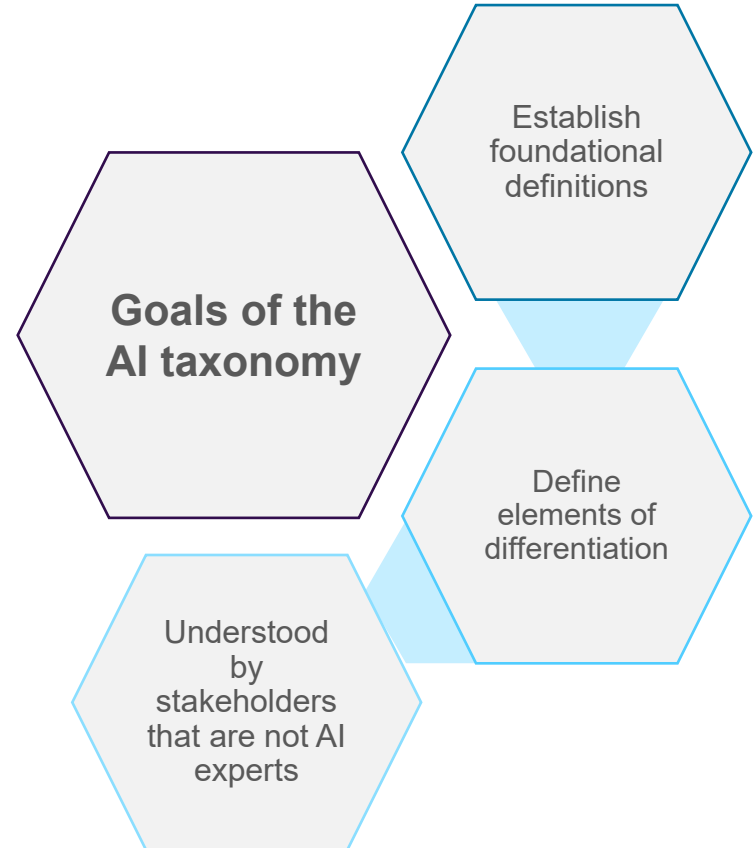 Goals of the
AI taxonomy
Establish
foundational
definitions
Define
elements of
differentiation
Understood
by
stakeholders
that are not AI
experts